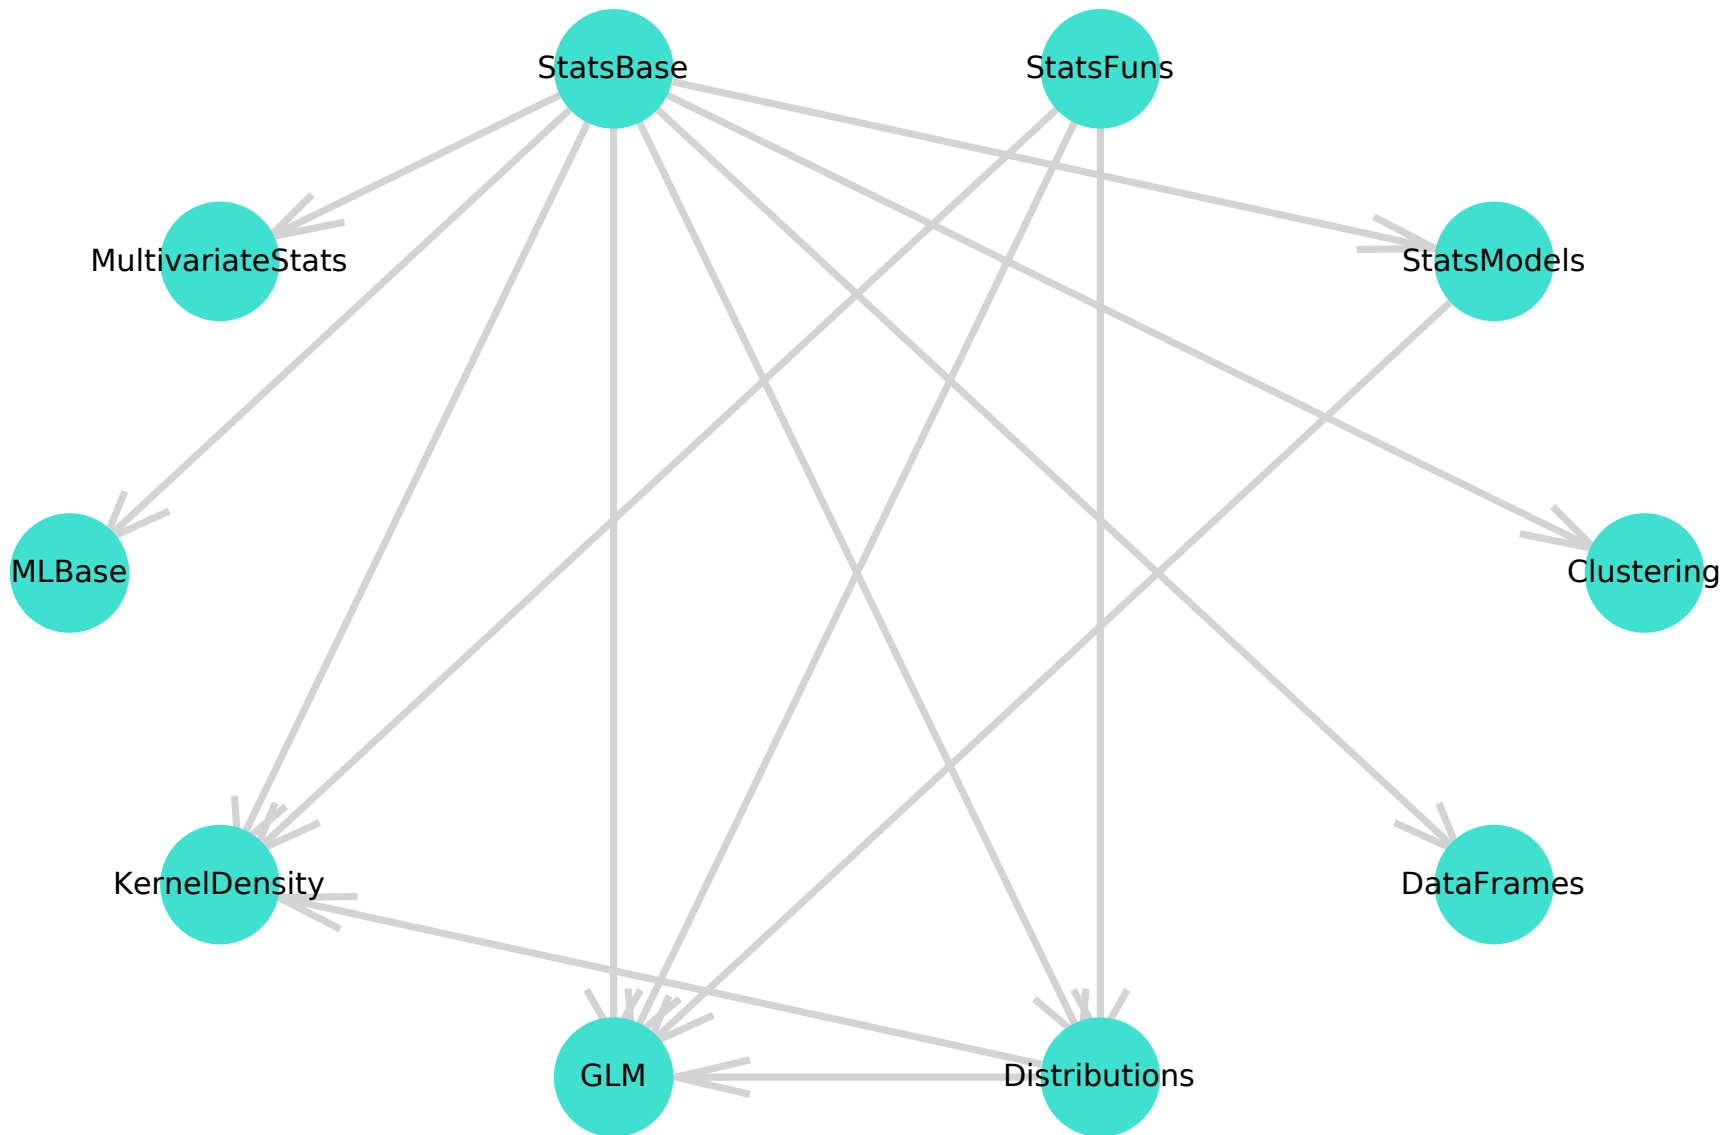 StatsBase
StatsFuns
MultivariateStats
StatsModels
MLBase
Clustering
KernelDensity
DataFrames
GLM
Distributions